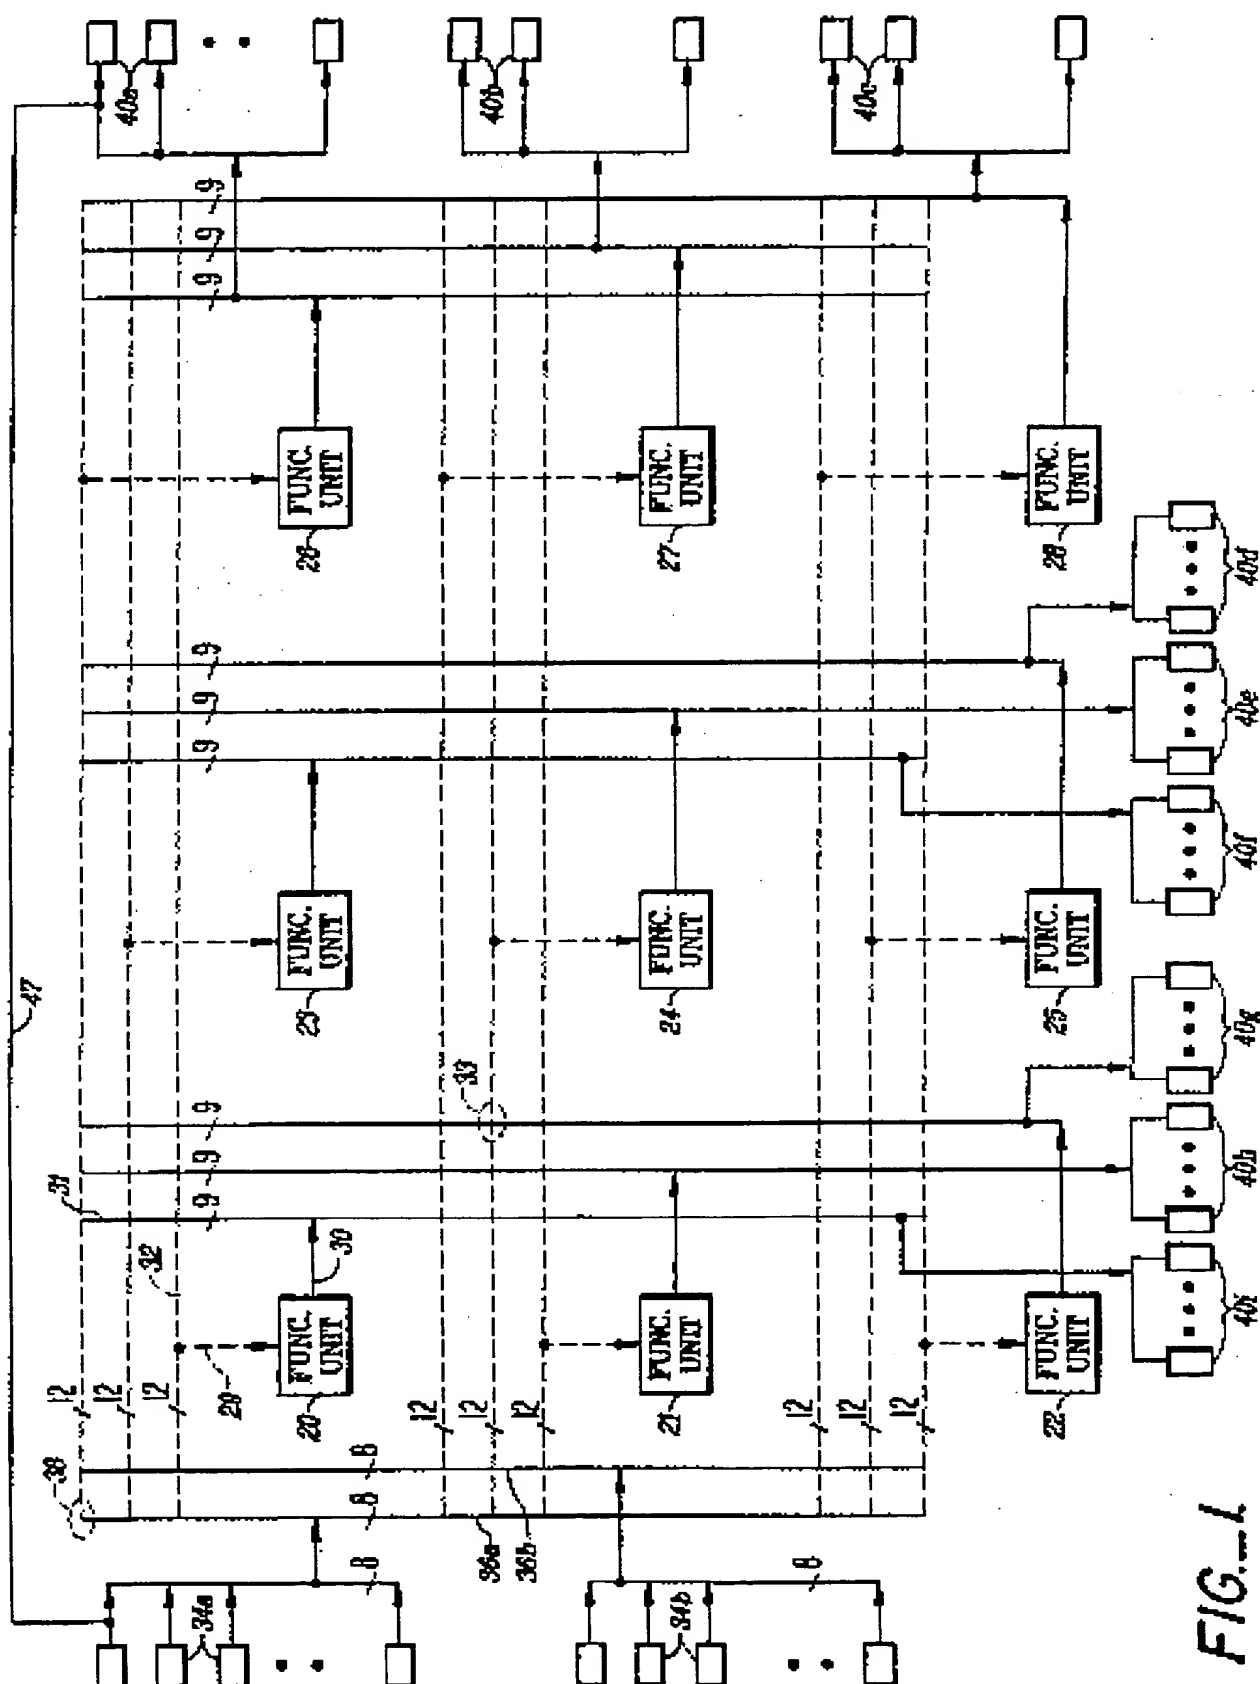 47
38
12
31
12
32
12
34a
29
9
9
9
9
9
9
9
9
9
40a
20
FUNC.
UNIT
30
23
FUNC.
UNIT
26
FUNC.
UNIT
8
8
8
12
33
12
12
36a
36b
40b
34b
21
FUNC.
UNIT
24
FUNC.
UNIT
27
FUNC.
UNIT
8
12
12
12
40c
22
FUNC.
UNIT
25
FUNC.
UNIT
28
FUNC.
UNIT
40i
40h
40g
40f
40e
40d
FIG._1.